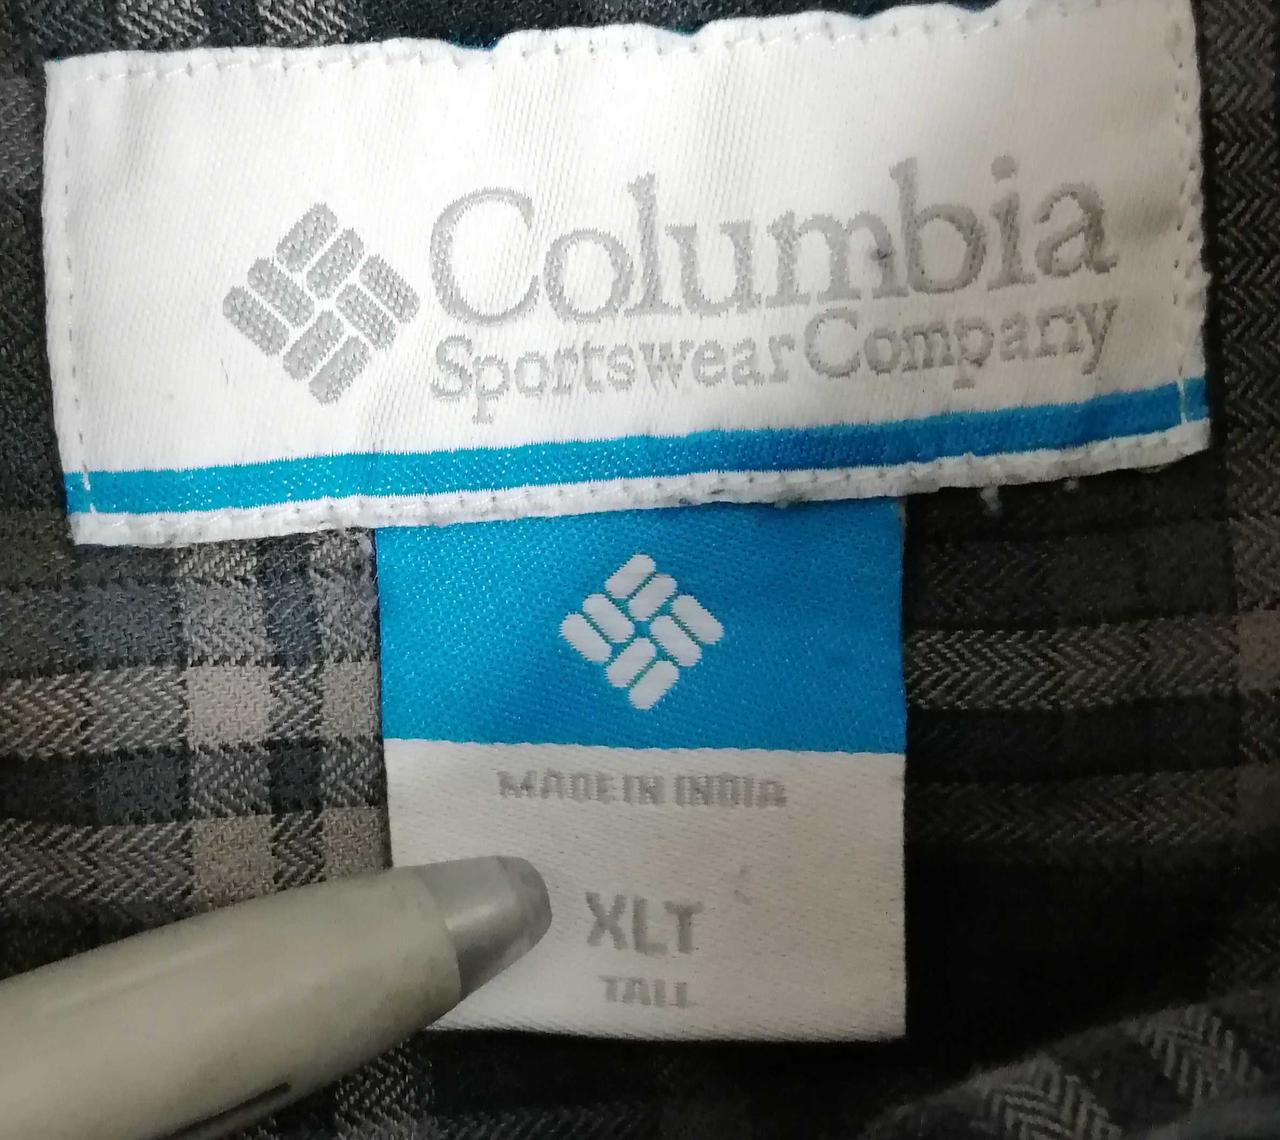 Columbia
Sportswear Company
MADE IN INDIA
XLT
TALL